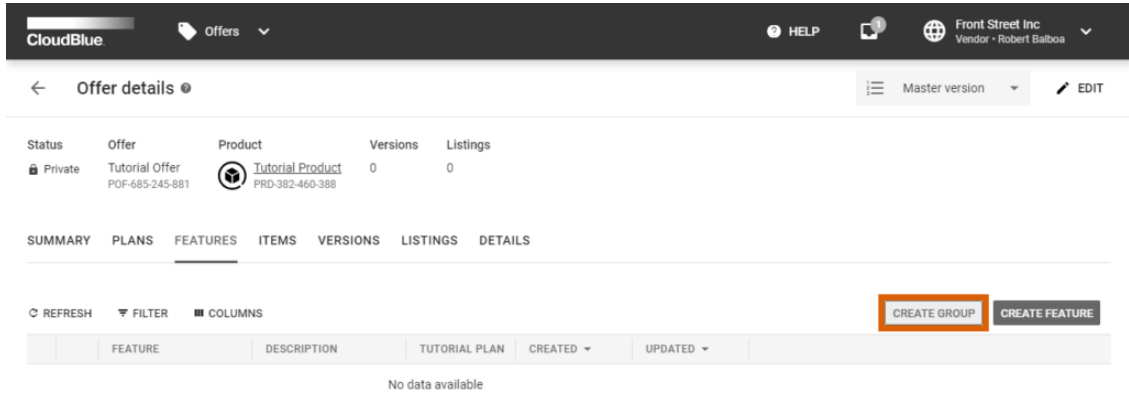 CloudBlue. Offers HELP 1 Front Street Inc
Vendor • Robert Balboa
Offer details Master version EDIT
Status Offer Product Versions Listings
Private Tutorial Offer Tutorial Product 0 0
POF-685-245-881 PRD-382-460-388
SUMMARY PLANS FEATURES ITEMS VERSIONS LISTINGS DETAILS
REFRESH FILTER COLUMNS CREATE GROUP CREATE FEATURE
FEATURE DESCRIPTION TUTORIAL PLAN CREATED UPDATED
No data available